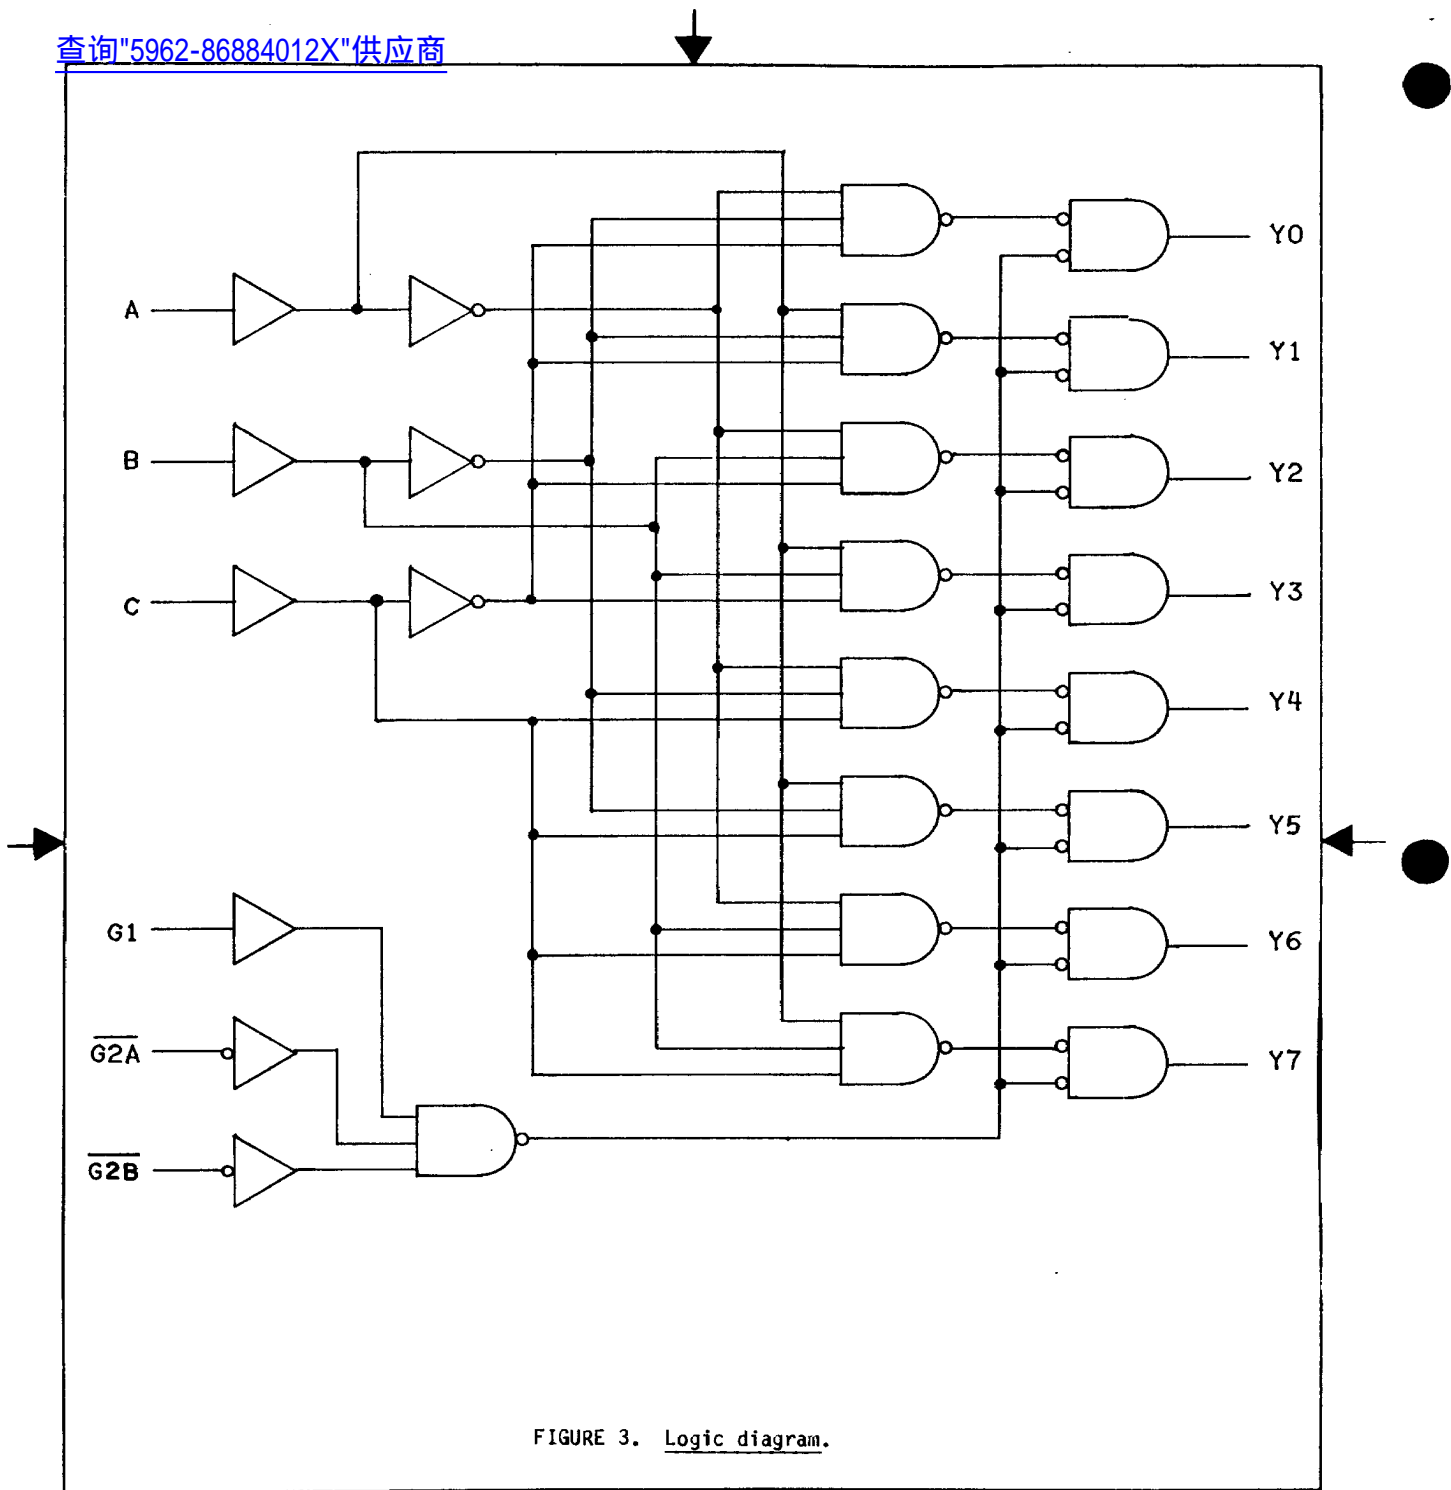 查询"5962-86884012X"供应商
A
B
C
G1
G2A
G2B
Y0
Y1
Y2
Y3
Y4
Y5
Y6
Y7
FIGURE 3. Logic diagram.